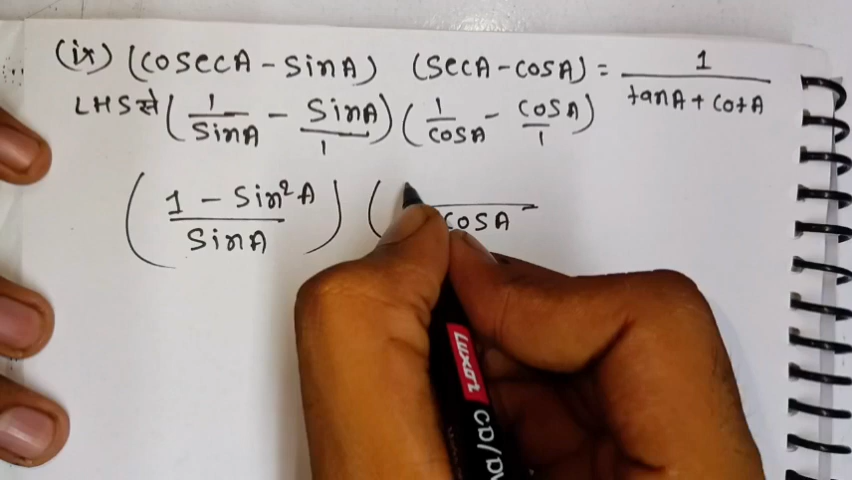 (ix) (cosecA - sinA) (secA - cosA) = 1/(tanA + cotA)
LHS से (1/sinA - sinA/1) (1/cosA - cosA/1)
((1 - sin²A)/sinA) ( /cosA
Luxor CD/DV